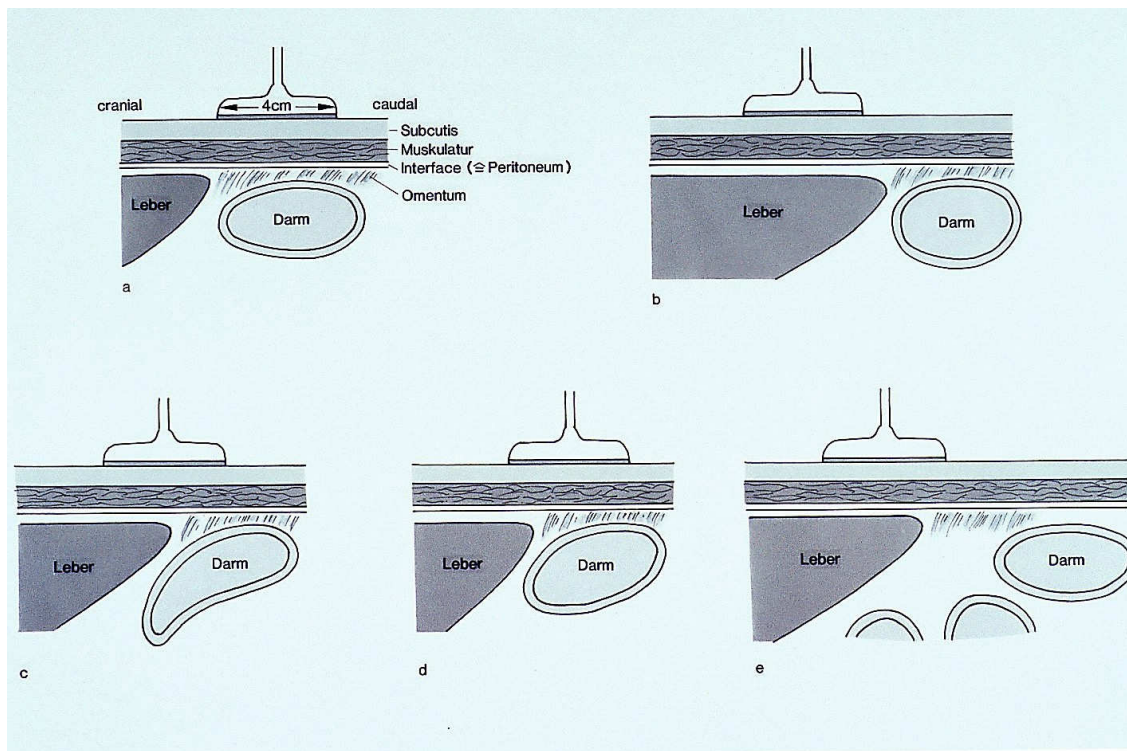 cranial
4cm
caudal
Subcutis
Muskulatur
Interface (≙ Peritoneum)
Omentum
Leber
Darm
a
Leber
Darm
b
Leber
Darm
c
Leber
Darm
d
Leber
Darm
e